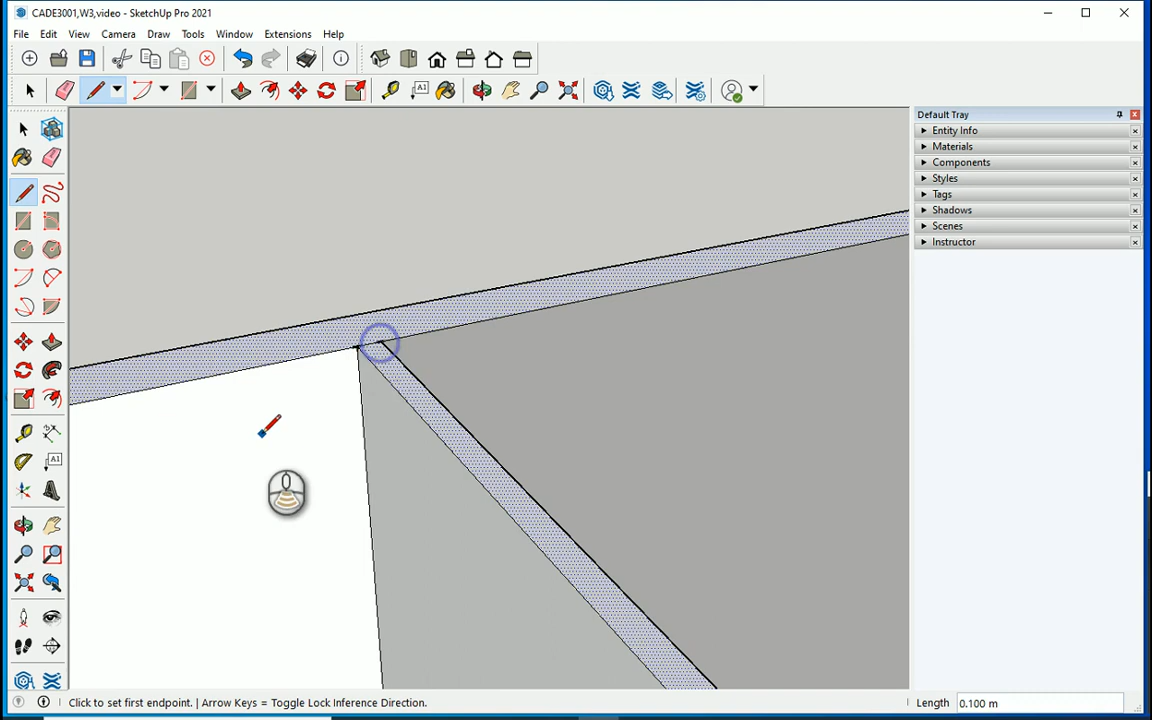 CADE3001,W3,video - SketchUp Pro 2021
File Edit View Camera Draw Tools Window Extensions Help
A1
Default Tray
Entity Info
Materials
Components
Styles
Tags
Shadows
Scenes
Instructor
A1
Click to set first endpoint. | Arrow Keys = Toggle Lock Inference Direction.
Length 0.100 m